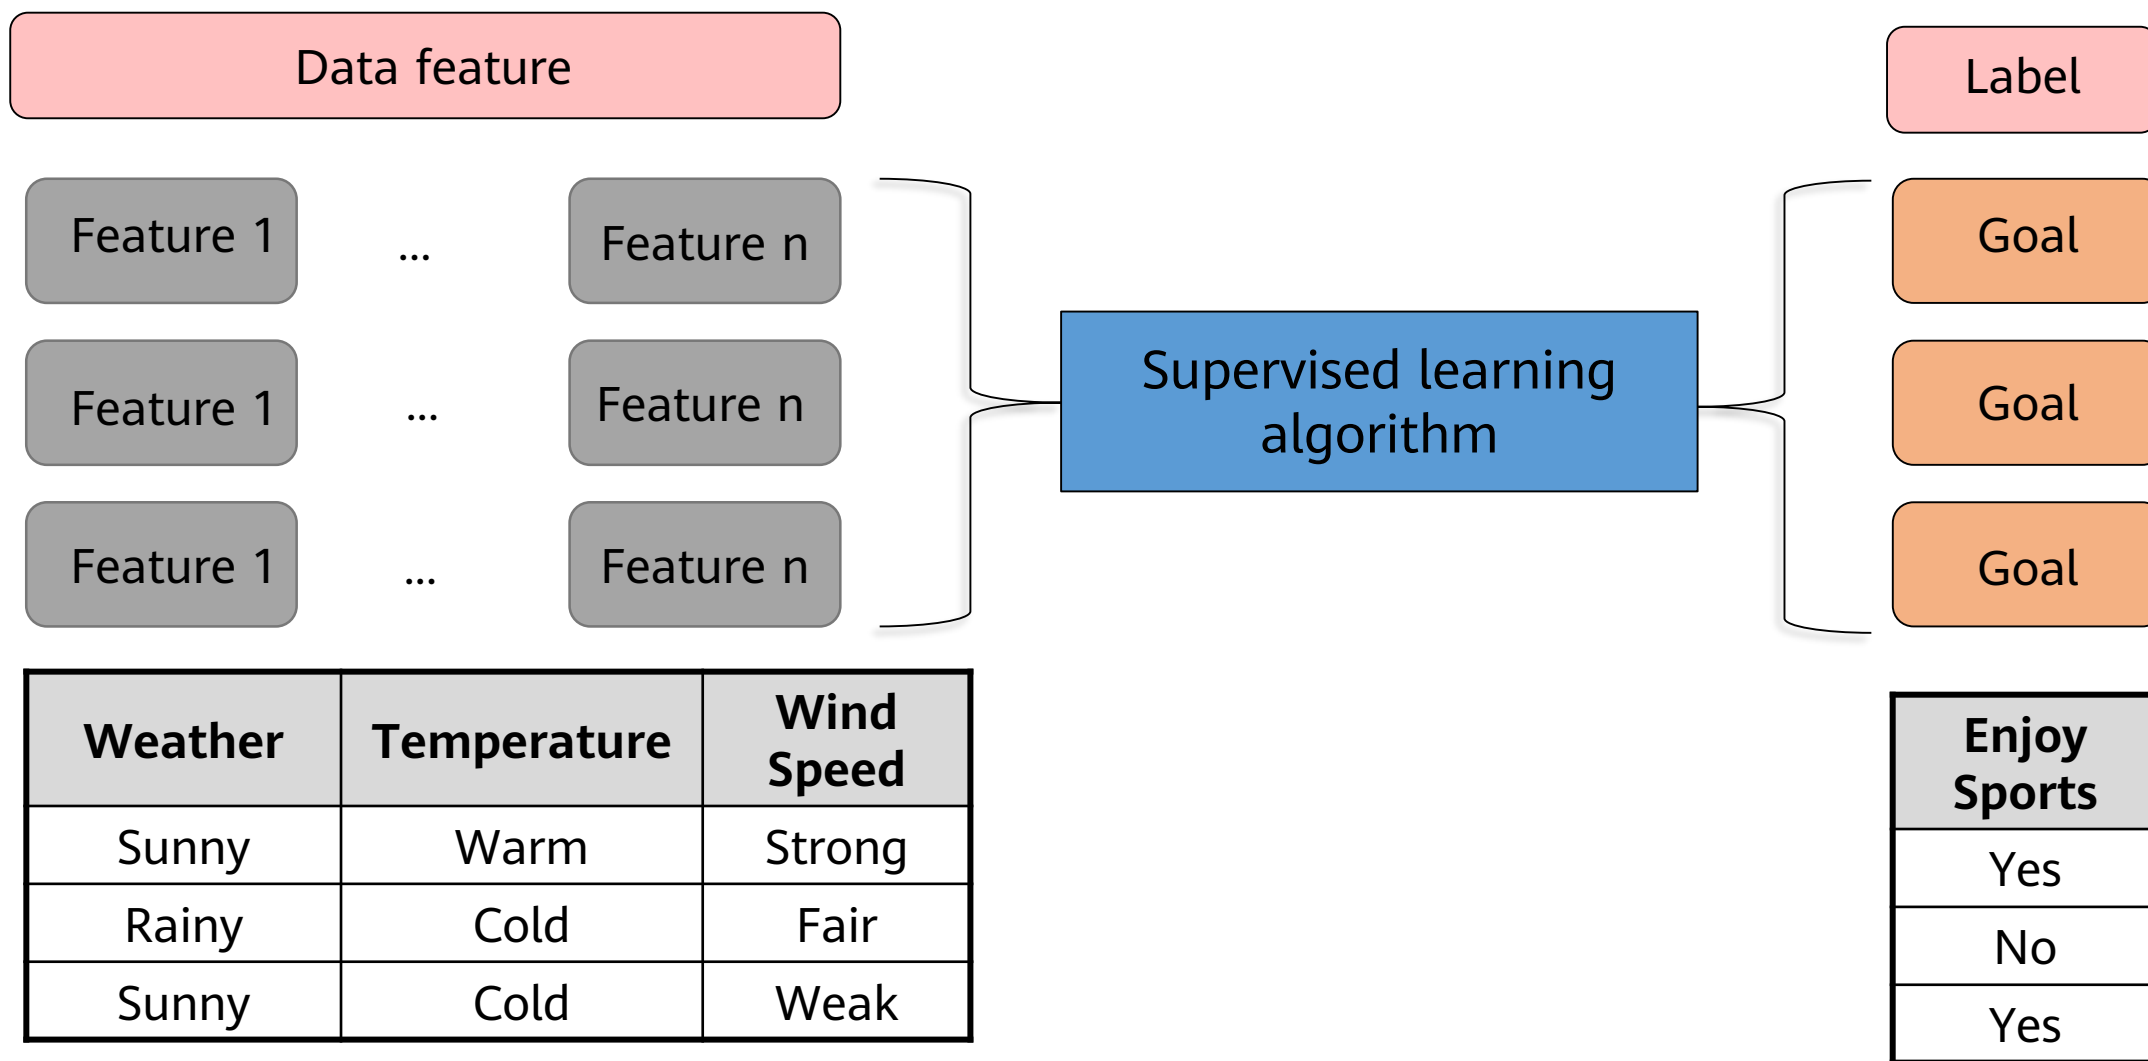 Data feature
Label
Feature 1 ... Feature n
Goal
Feature 1 ... Feature n
Goal
Feature 1 ... Feature n
Goal
Supervised learning
algorithm
Weather Temperature Wind
Speed
Sunny Warm Strong
Rainy Cold Fair
Sunny Cold Weak
Enjoy
Sports
Yes
No
Yes